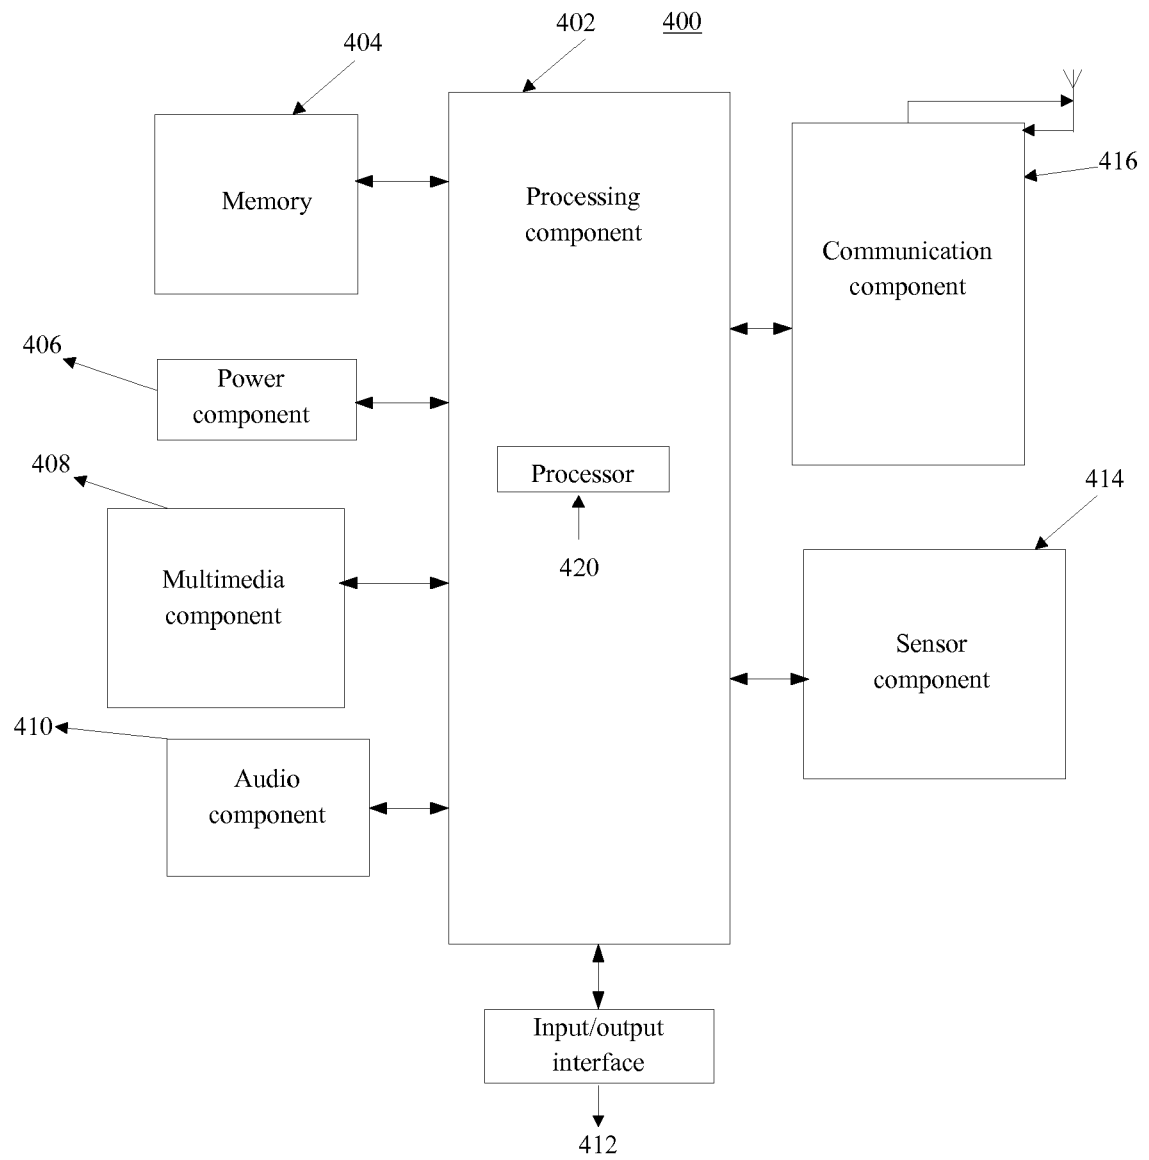 402
400
404
416
Memory
Processing
component
Communication
component
406
Power
component
408
Processor
420
414
Multimedia
component
Sensor
component
410
Audio
component
Input/output
interface
412